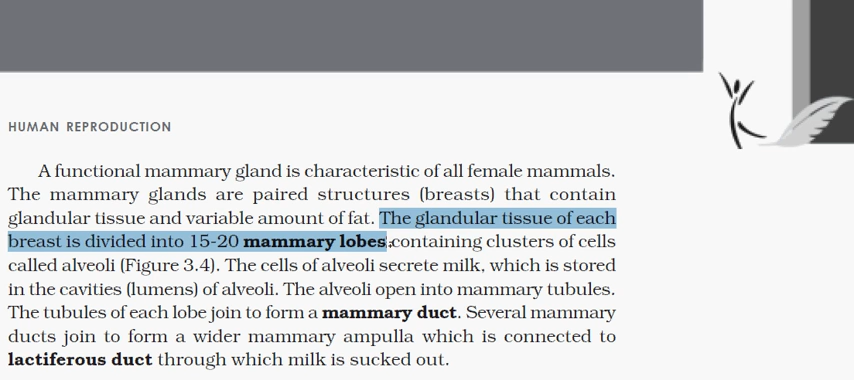 HUMAN REPRODUCTION
A functional mammary gland is characteristic of all female mammals.
The mammary glands are paired structures (breasts) that contain
glandular tissue and variable amount of fat. The glandular tissue of each
breast is divided into 15-20 mammary lobes containing clusters of cells
called alveoli (Figure 3.4). The cells of alveoli secrete milk, which is stored
in the cavities (lumens) of alveoli. The alveoli open into mammary tubules.
The tubules of each lobe join to form a mammary duct. Several mammary
ducts join to form a wider mammary ampulla which is connected to
lactiferous duct through which milk is sucked out.